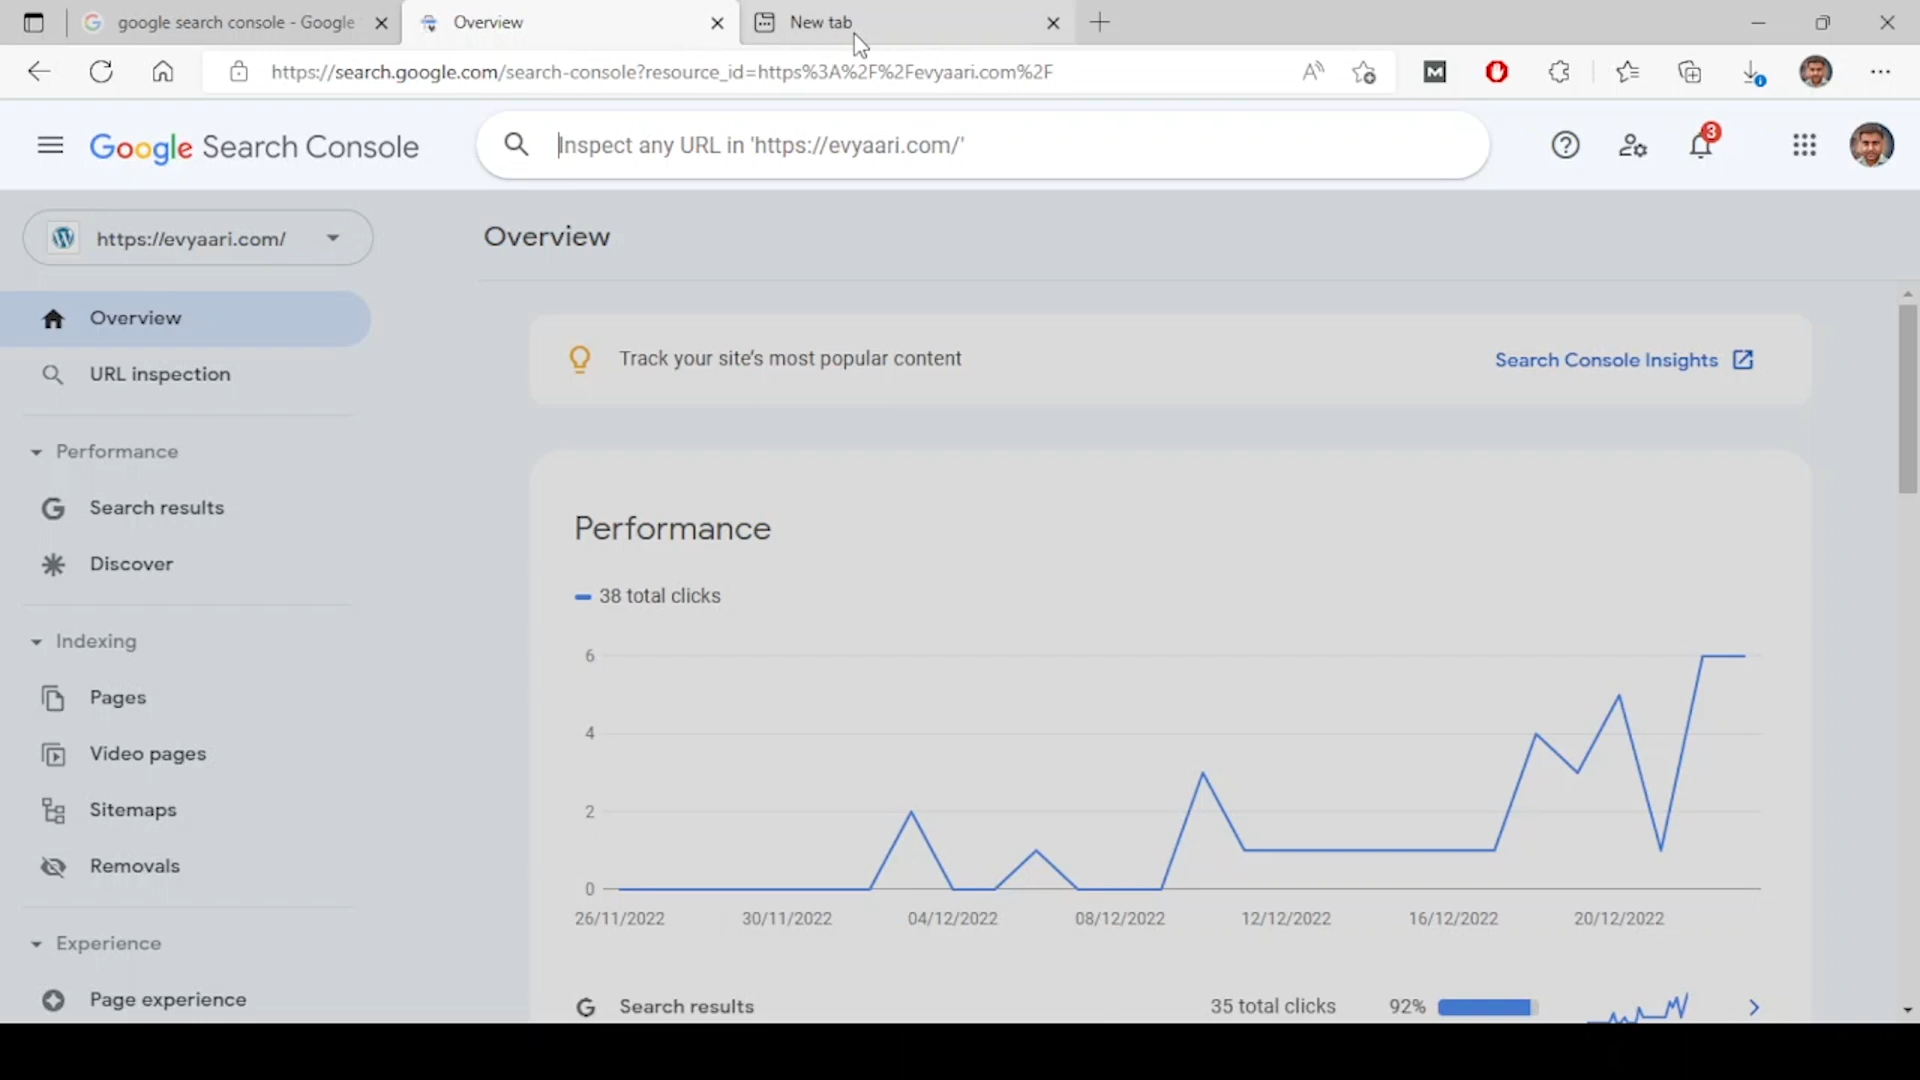 google search console - Google
Overview
New tab
https://search.google.com/search-console?resource_id=https%3A%2F%2Fevyaari.com%2F
Google Search Console
Inspect any URL in 'https://evyaari.com/'
3
https://evyaari.com/
Overview
Overview
URL inspection
Track your site's most popular content
Search Console Insights
Performance
Search results
Discover
Indexing
Pages
Video pages
Sitemaps
Removals
Experience
Page experience
Performance
38 total clicks
6
4
2
0
26/11/2022 30/11/2022 04/12/2022 08/12/2022 12/12/2022 16/12/2022 20/12/2022
Search results 35 total clicks 92%